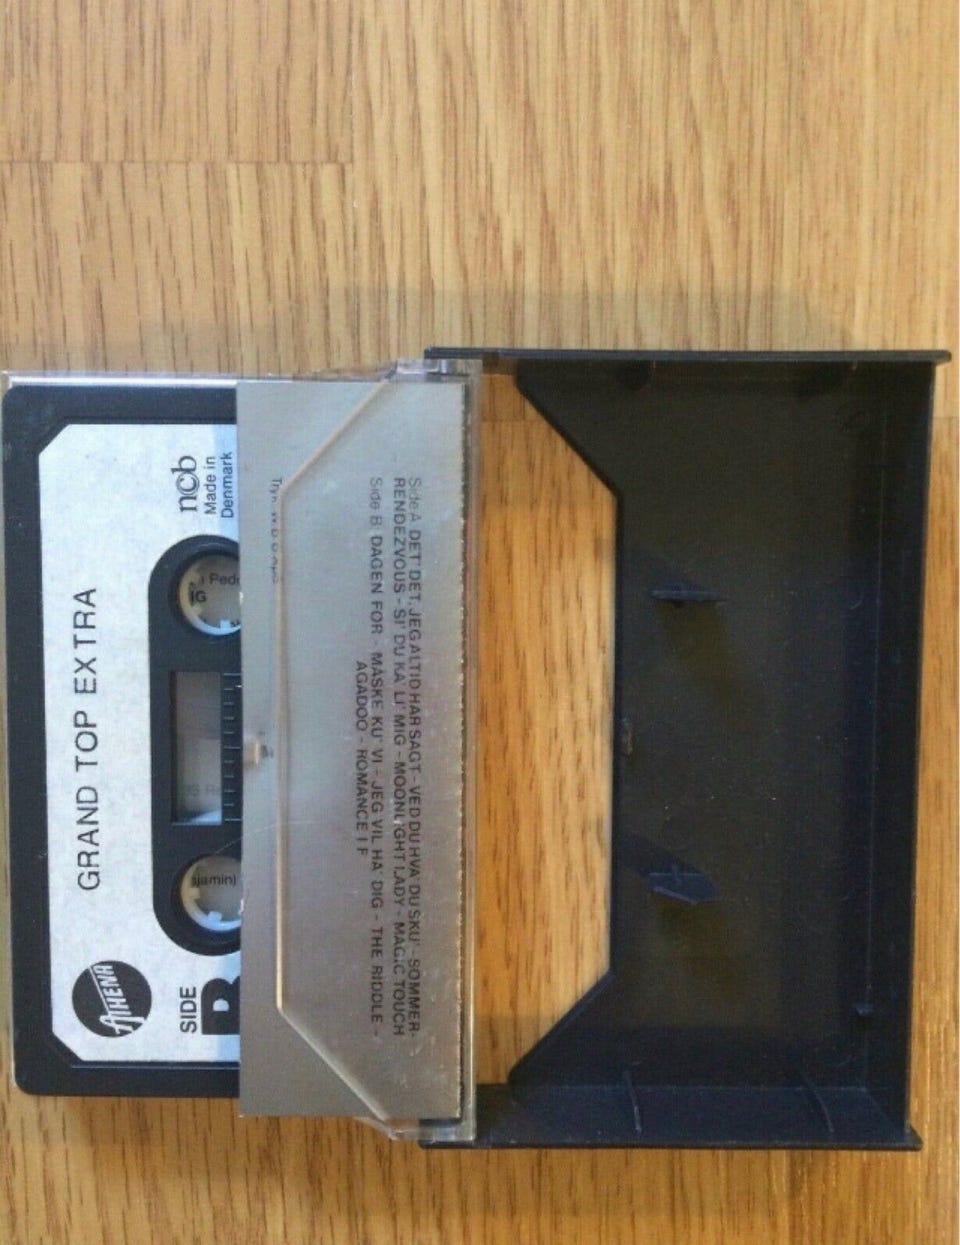 GRAND TOP EXTRA
ncb
Made in
Denmark
ATHENA
SIDE
B
IG
jamin)
Side A: DET' DET, JEG ALTID HAR SAGT - VED DU HVA' DU SKU' - SOMMER-
RENDEZVOUS - SI' DU KA' LI' MIG - MOONLIGHT LADY - MAGIC TOUCH
Side B: DAGEN FOR - MÅSKE KU' VI - JEG VIL HA' DIG - THE RIDDLE -
AGADOO - ROMANCE I F